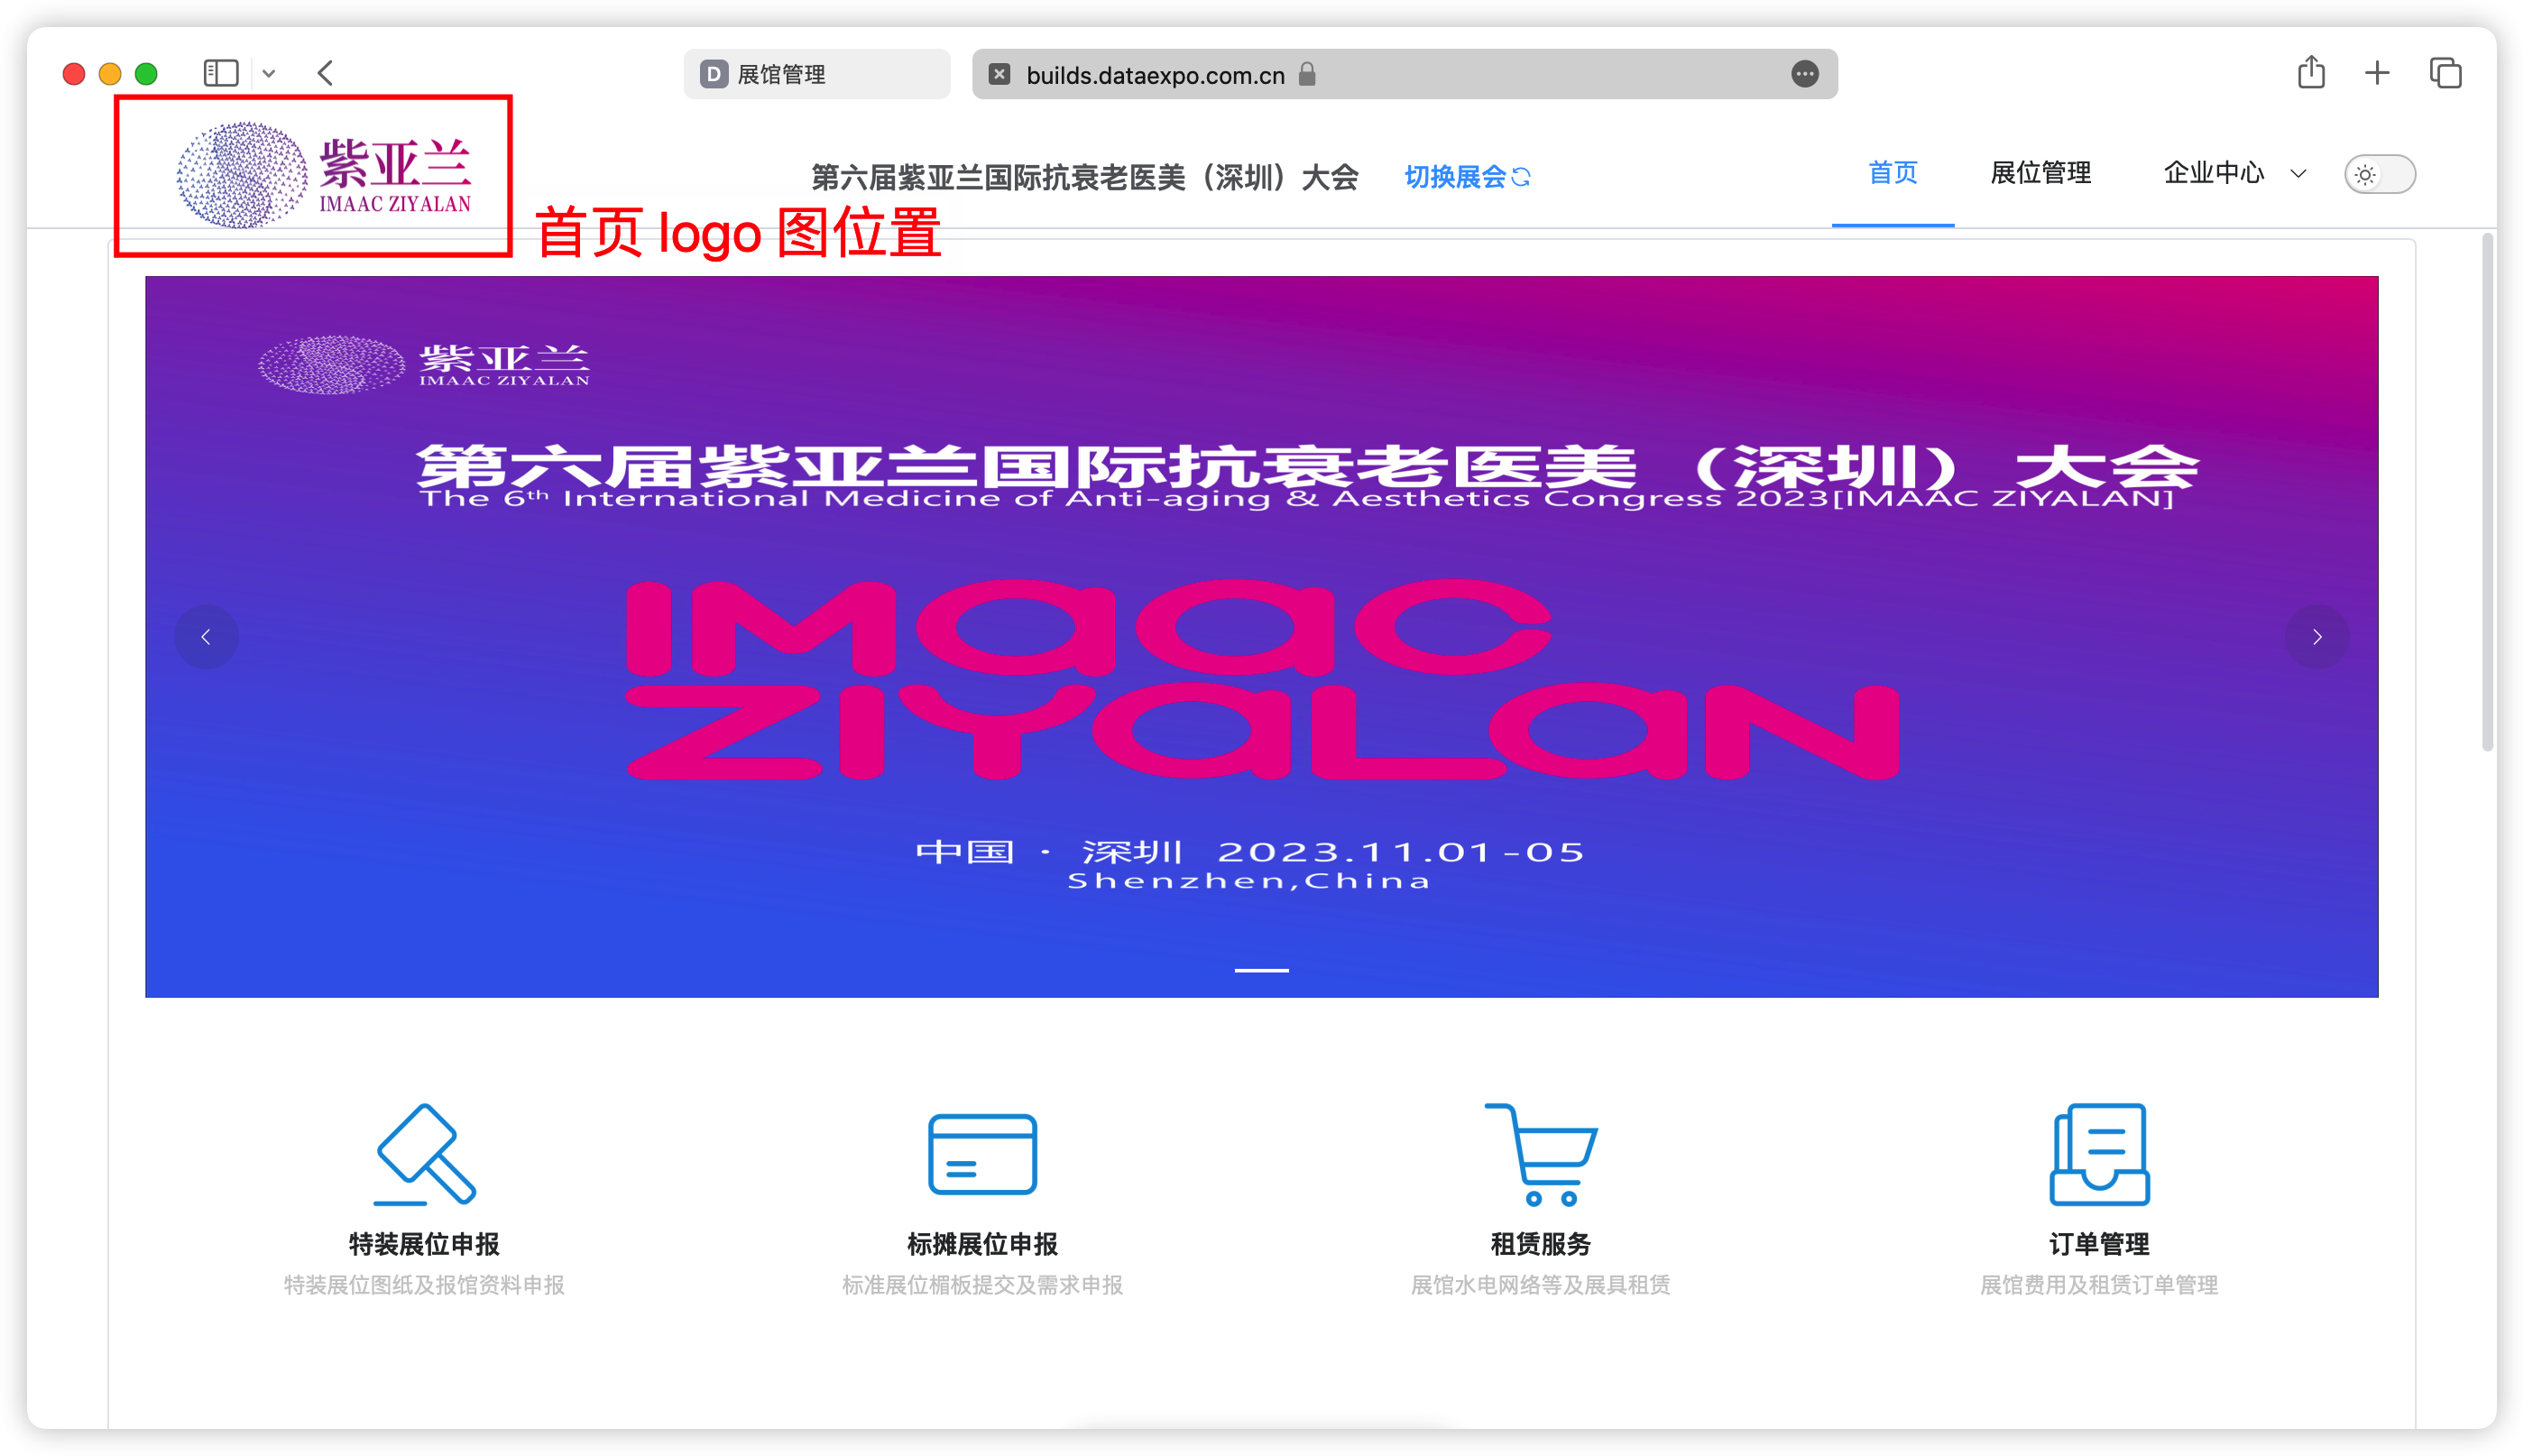 D 展馆管理
builds.dataexpo.com.cn
紫亚兰
IMAAC ZIYALAN
第六届紫亚兰国际抗衰老医美（深圳）大会 切换展会
首页 展位管理 企业中心
首页 logo 图位置
紫亚兰
IMAAC ZIYALAN
第六届紫亚兰国际抗衰老医美（深圳）大会
The 6th International Medicine of Anti-aging & Aesthetics Congress 2023[IMAAC ZIYALAN]
IMAAC
ZIYALAN
中国 · 深圳 2023.11.01-05
Shenzhen,China
特装展位申报
特装展位图纸及报馆资料申报
标摊展位申报
标准展位楣板提交及需求申报
租赁服务
展馆水电网络等及展具租赁
订单管理
展馆费用及租赁订单管理